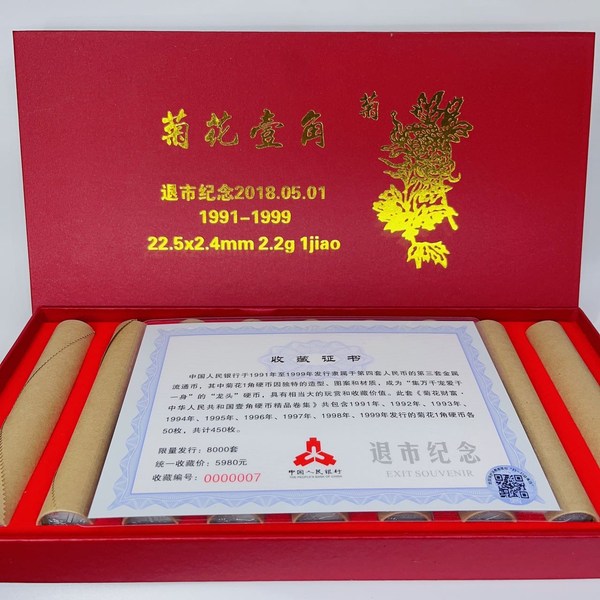 菊花壹角
菊
退市纪念2018.05.01
1991-1999
22.5x2.4mm 2.2g 1jiao
收藏证书
中国人民银行于1991年至1999年发行隶属于第四套人民币的第三套金属
流通币，其中菊花1角硬币因独特的造型、图案和材质，成为“集万千宠爱于
一身”的“龙头”硬币，具有相当大的玩赏和收藏价值。此套《菊花财富·
中华人民共和国壹角硬币精品卷集》共包含1991年、1992年、1993年、
1994年、1995年、1996年、1997年、1998年、1999年发行的菊花1角硬币各
50枚，共计450枚。
限量发行：8000套
统一收藏价：5980元
收藏编号：0000007
中国人民银行
THE PEOPLE'S BANK OF CHINA
退市纪念
EXIT SOUVENIR